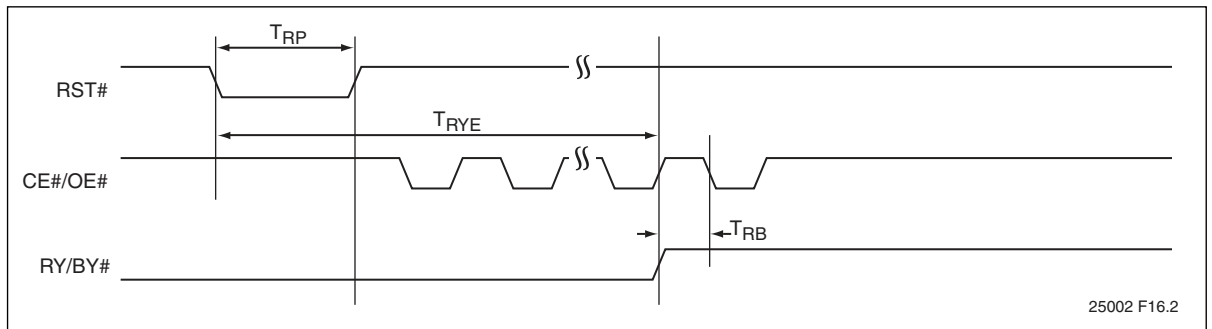 TRP
RST#
TRYE
CE#/OE#
TRB
RY/BY#
25002 F16.2